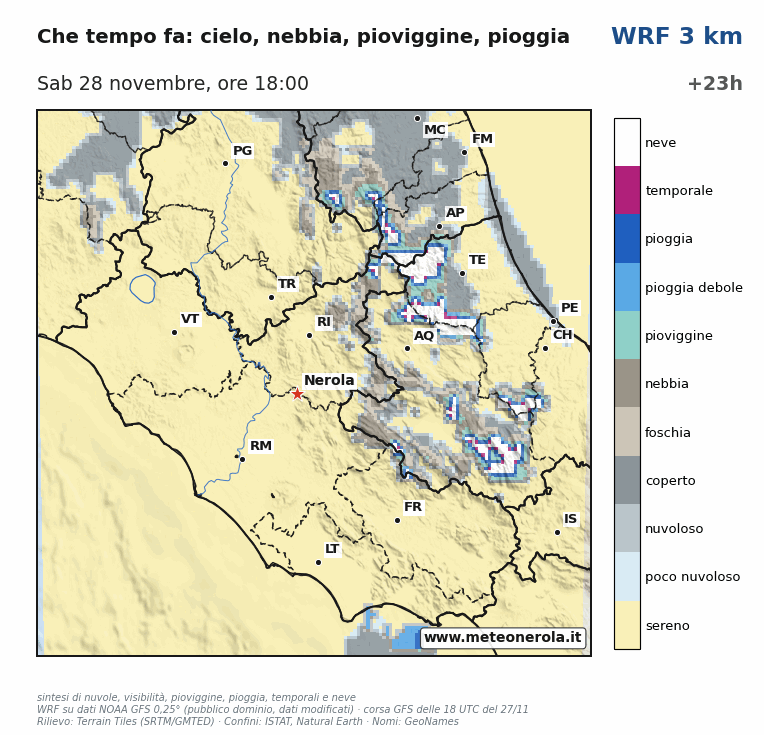 Che tempo fa: cielo, nebbia, pioviggine, pioggia
WRF 3 km
Sab 28 novembre, ore 18:00
+23h
MC
FM
PG
AP
TE
TR
PE
VT
RI
AQ
CH
Nerola
RM
FR
IS
LT
www.meteonerola.it
neve
temporale
pioggia
pioggia debole
pioviggine
nebbia
foschia
coperto
nuvoloso
poco nuvoloso
sereno
sintesi di nuvole, visibilità, pioviggine, pioggia, temporali e neve
WRF su dati NOAA GFS 0,25° (pubblico dominio, dati modificati) · corsa GFS delle 18 UTC del 27/11
Rilievo: Terrain Tiles (SRTM/GMTED) · Confini: ISTAT, Natural Earth · Nomi: GeoNames